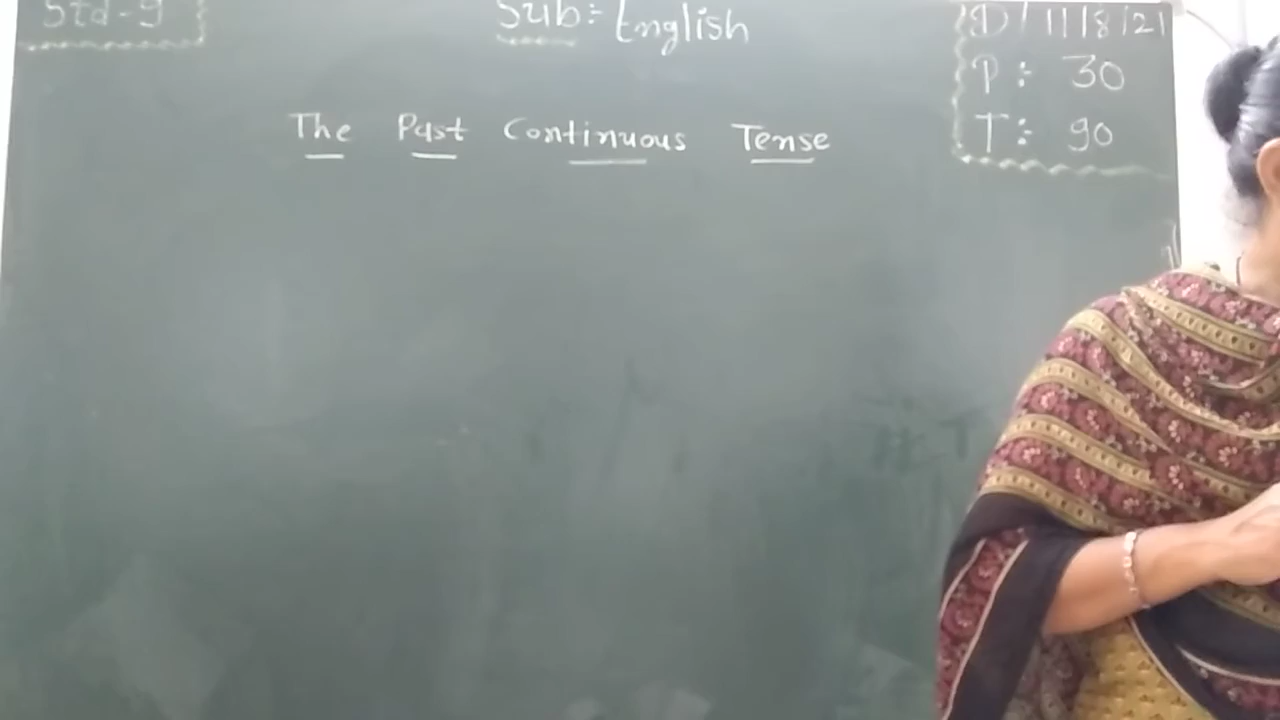 Std-9
Sub:- English
D / 11/8/21
P : 30
T : 90
The Past Continuous Tense